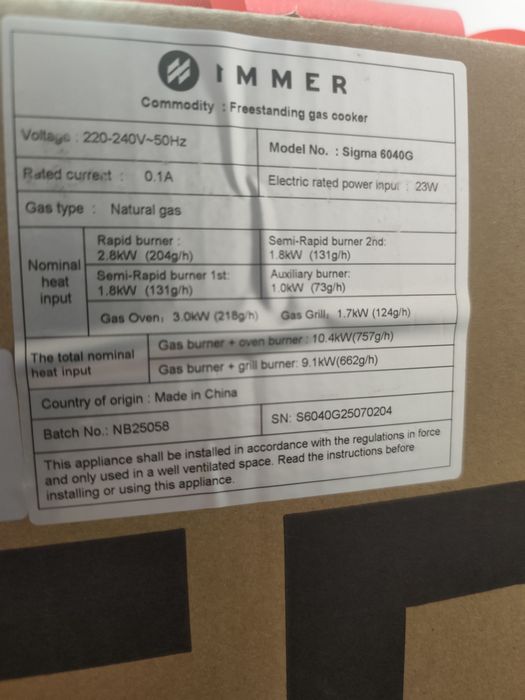 IMMER
Commodity : Freestanding gas cooker
Voltage : 220-240V~50Hz
Model No. : Sigma 6040G
Rated current : 0.1A
Electric rated power input : 23W
Gas type : Natural gas
Nominal heat input
Rapid burner :
2.8kW (204g/h)
Semi-Rapid burner 2nd:
1.8kW (131g/h)
Semi-Rapid burner 1st:
1.8kW (131g/h)
Auxiliary burner:
1.0kW (73g/h)
Gas Oven: 3.0kW (218g/h) Gas Grill: 1.7kW (124g/h)
The total nominal
heat input
Gas burner + oven burner : 10.4kW(757g/h)
Gas burner + grill burner: 9.1kW(662g/h)
Country of origin : Made in China
Batch No.: NB25058
SN: S6040G25070204
This appliance shall be installed in accordance with the regulations in force
and only used in a well ventilated space. Read the instructions before
installing or using this appliance.